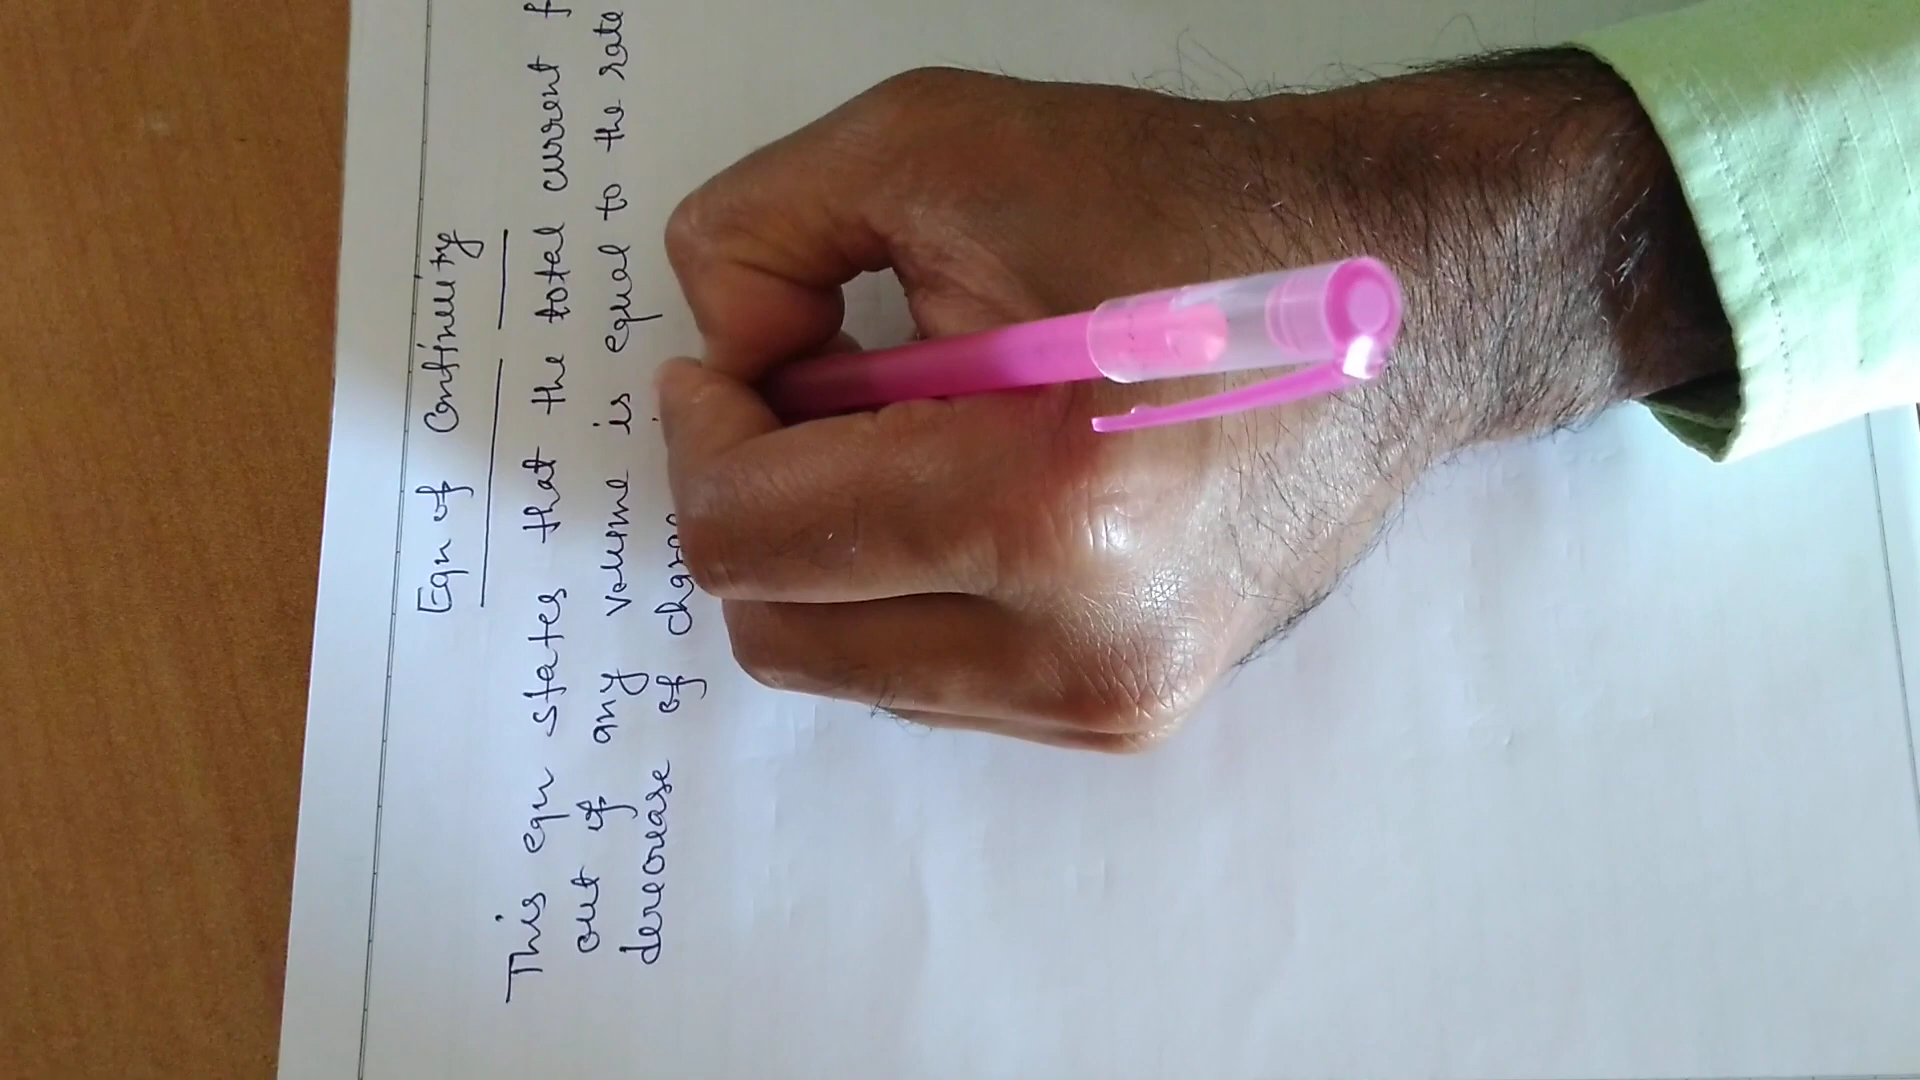 Eqn of Continuity
This eqn states that the total current f
out of any volume is equal to the rate
decrease of charge